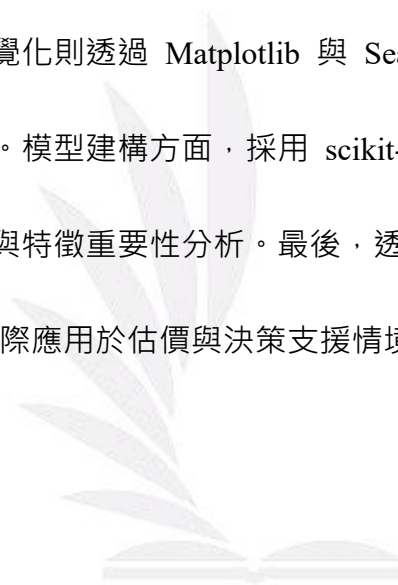 覺化則透過 Matplotlib 與 Sea
。模型建構方面，採用 scikit-
與特徵重要性分析。最後，透
際應用於估價與決策支援情境